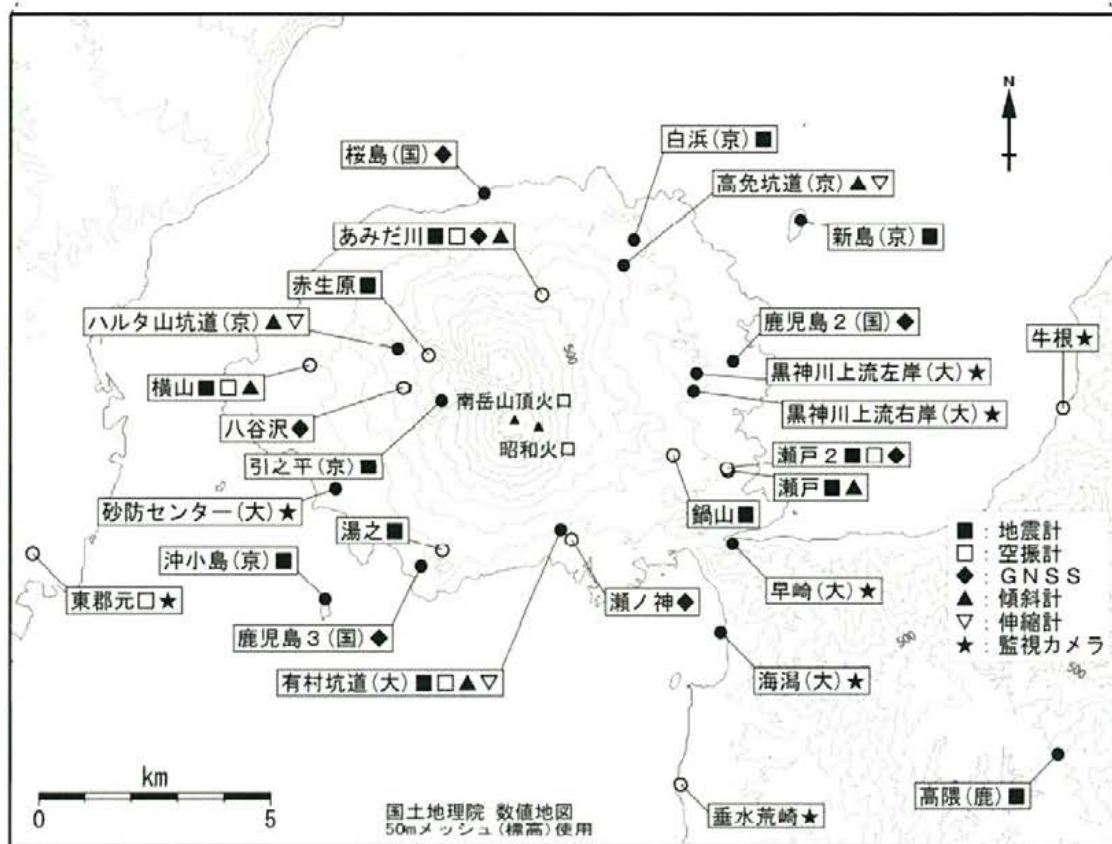 N
白浜(京)■
桜島(国)◆
高免坑道(京)▲▽
あみだ川■□◆▲
新島(京)■
赤生原■
ハルタ山坑道(京)▲▽
鹿児島2(国)◆
牛根★
横山■□▲
黒神川上流左岸(大)★
南岳山頂火口
黒神川上流右岸(大)★
八谷沢◆
昭和火口
引之平(京)■
瀬戸2■□◆
瀬戸■▲
砂防センター(大)★
鍋山■
湯之■
沖小島(京)■
東郡元□★
瀬ノ神◆
早崎(大)★
鹿児島3(国)◆
有村坑道(大)■□▲▽
海潟(大)★
■:地震計
□:空振計
◆:GNSS
▲:傾斜計
▽:伸縮計
★:監視カメラ
500
500
500
km
0 5
国土地理院 数値地図
50mメッシュ(標高)使用
垂水荒崎★
高隈(鹿)■